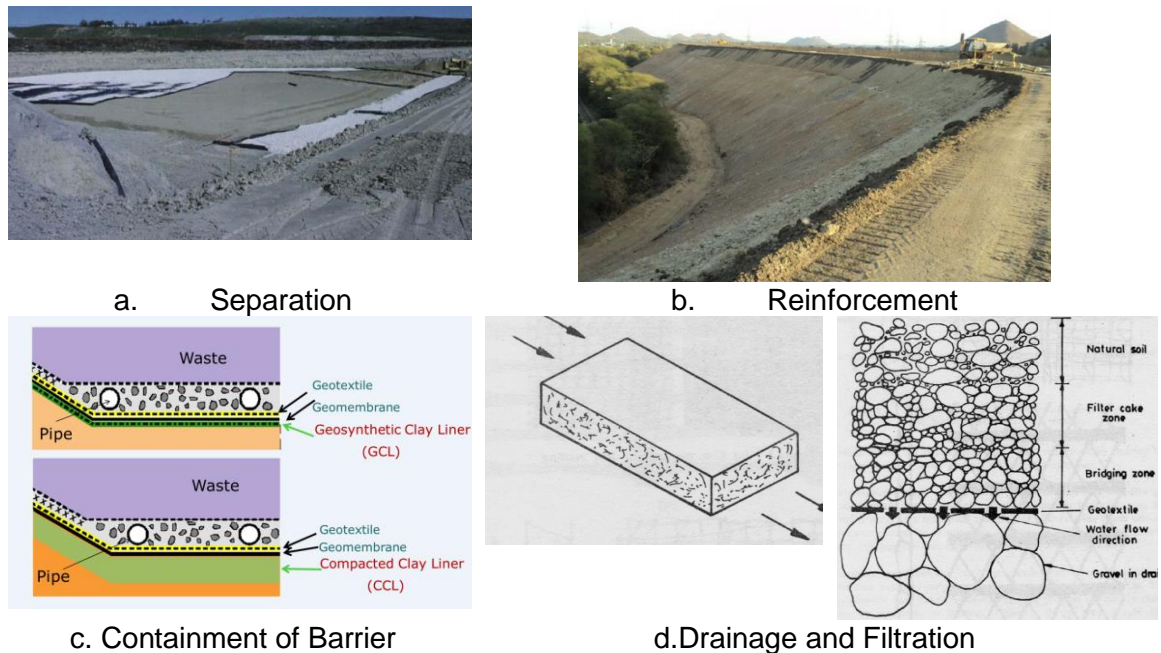 a. Separation
b. Reinforcement
Waste
Geotextile
Geomembrane
Pipe
Geosynthetic Clay Liner
(GCL)
Waste
Geotextile
Geomembrane
Pipe
Compacted Clay Liner
(CCL)
Natural soil
Filter cake
zone
Bridging zone
Geotextile
Water flow
direction
Gravel in drai
c. Containment of Barrier
d.Drainage and Filtration